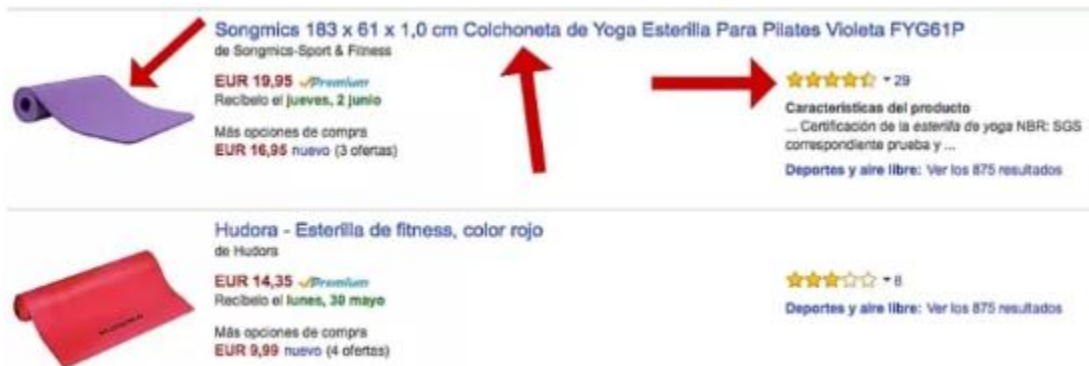 Songmics 183 x 61 x 1,0 cm Colchoneta de Yoga Esterilla Para Pilates Violeta FYG61P
de Songmics-Sport & Fitness
EUR 19,95 Premium
Recíbelo el jueves, 2 junio
Más opciones de compra
EUR 16,95 nuevo (3 ofertas)
29
Características del producto
... Certificación de la esterilla de yoga NBR: SGS
correspondiente prueba y ...
Deportes y aire libre: Ver los 875 resultados
Hudora - Esterilla de fitness, color rojo
de Hudora
EUR 14,35 Premium
Recíbelo el lunes, 30 mayo
Más opciones de compra
EUR 9,99 nuevo (4 ofertas)
8
Deportes y aire libre: Ver los 875 resultados
HUDORA